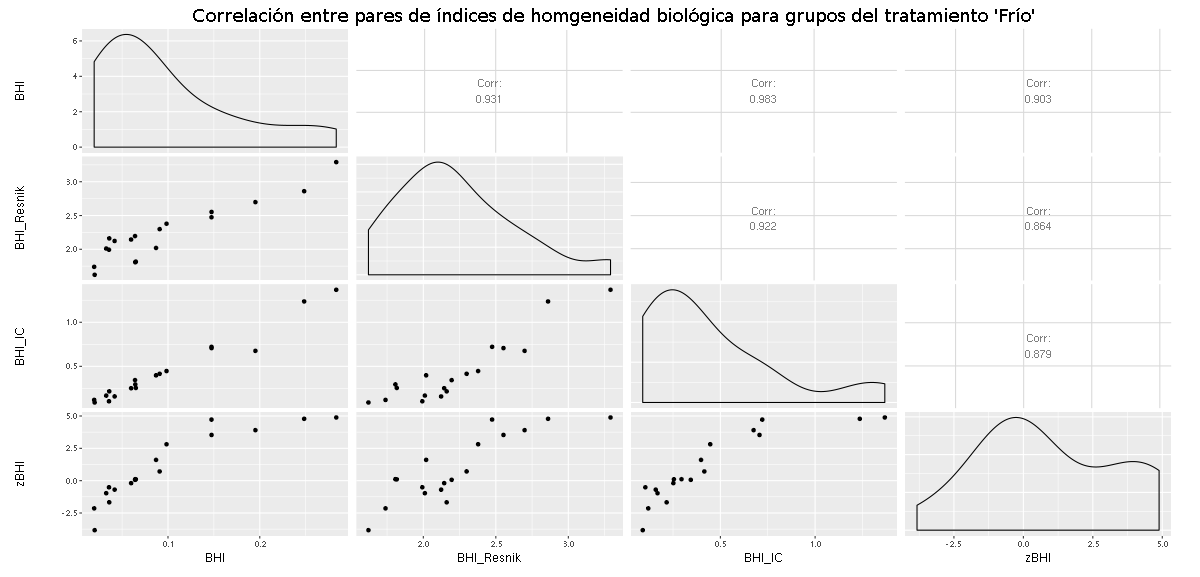 Correlación entre pares de índices de homgeneidad biológica para grupos del tratamiento 'Frío'
BHI
6
4
2
0
Corr:
0.931
Corr:
0.983
Corr:
0.903
BHI_Resnik
3.0
2.5
2.0
Corr:
0.922
Corr:
0.864
BHI_IC
1.0
0.5
Corr:
0.879
zBHI
5.0
2.5
0.0
-2.5
0.1
0.2
2.0
2.5
3.0
0.5
1.0
-2.5
0.0
2.5
5.0
BHI
BHI_Resnik
BHI_IC
zBHI